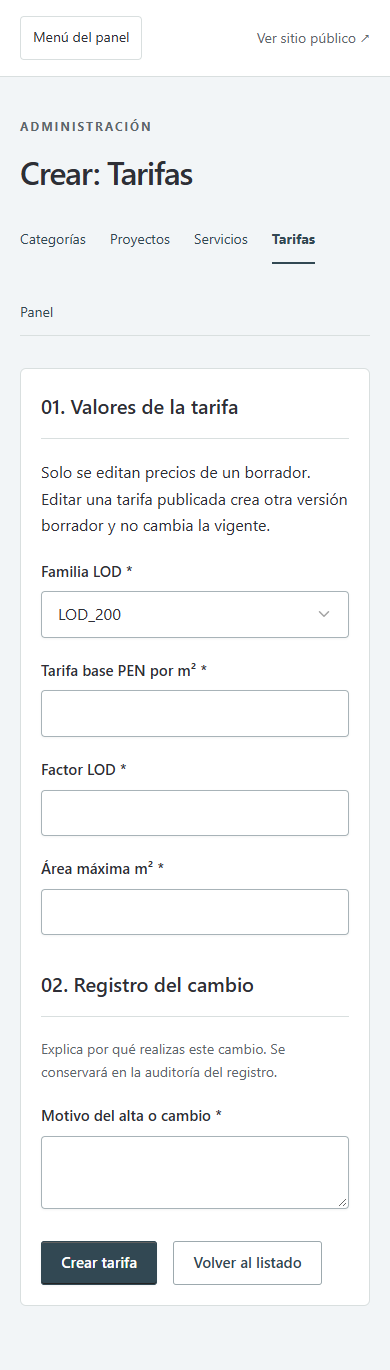 Menú del panel
Ver sitio público ↗
ADMINISTRACIÓN
Crear: Tarifas
Categorías Proyectos Servicios Tarifas
Panel
01. Valores de la tarifa
Solo se editan precios de un borrador.
Editar una tarifa publicada crea otra versión
borrador y no cambia la vigente.
Familia LOD *
LOD_200
Tarifa base PEN por m² *
Factor LOD *
Área máxima m² *
02. Registro del cambio
Explica por qué realizas este cambio. Se
conservará en la auditoría del registro.
Motivo del alta o cambio *
Crear tarifa
Volver al listado